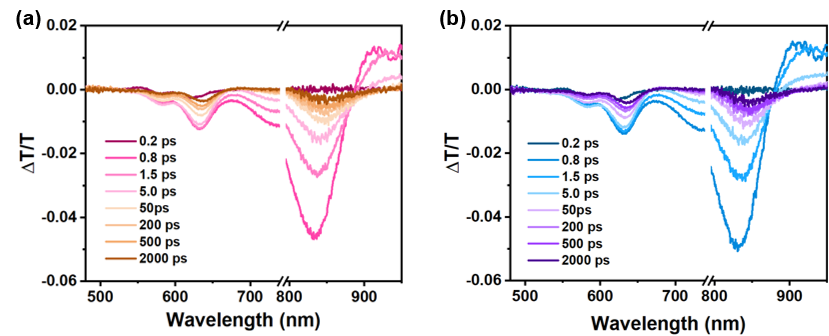 (a)
0.02
0.00
-0.02
-0.04
-0.06
ΔT/T
0.2 ps
0.8 ps
1.5 ps
5.0 ps
50ps
200 ps
500 ps
2000 ps
500 600 700 800 900
Wavelength (nm)
(b)
0.02
0.00
-0.02
-0.04
-0.06
ΔT/T
0.2 ps
0.8 ps
1.5 ps
5.0 ps
50ps
200 ps
500 ps
2000 ps
500 600 700 800 900
Wavelength (nm)